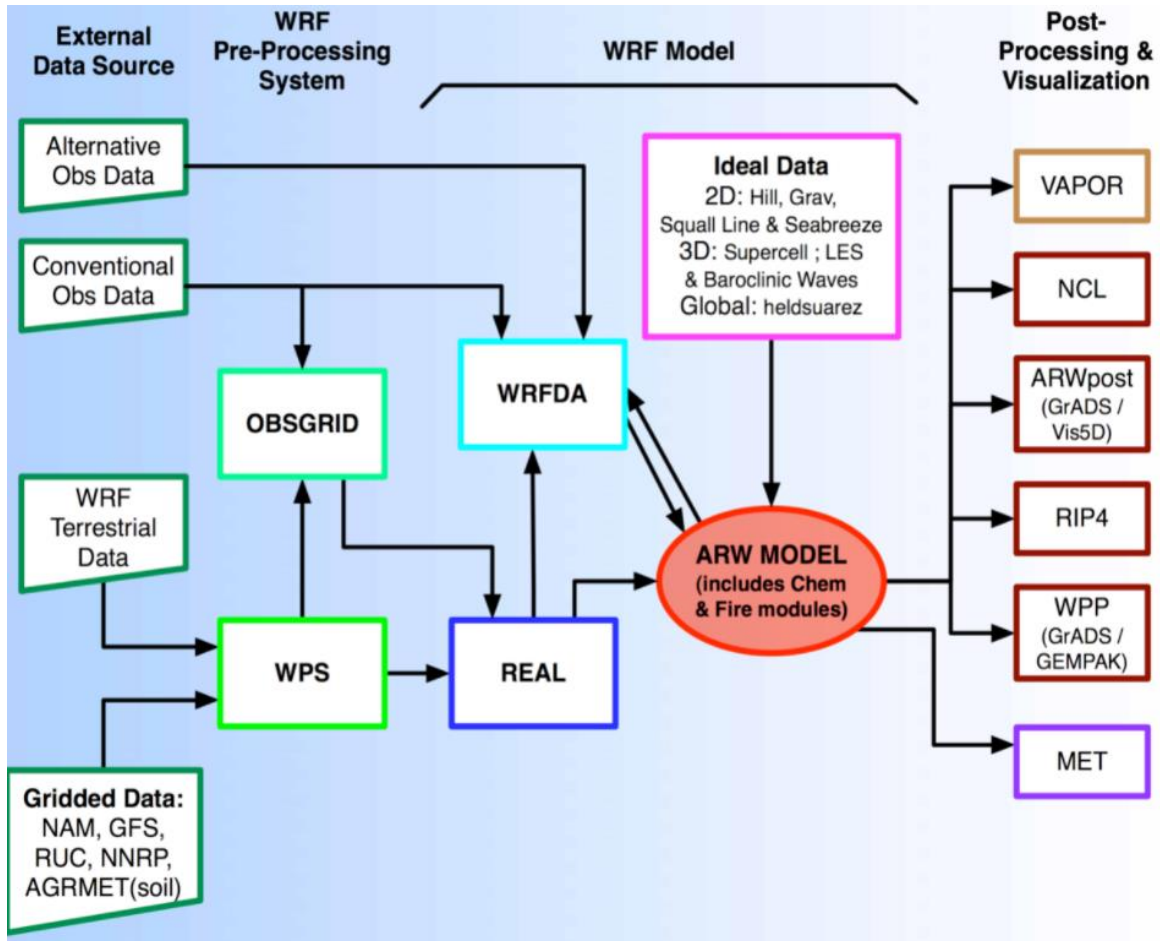 External
Data Source
WRF
Pre-Processing
System
WRF Model
Post-
Processing &
Visualization
Alternative
Obs Data
Conventional
Obs Data
WRF
Terrestrial
Data
Gridded Data:
NAM, GFS,
RUC, NNRP,
AGRMET(soil)
OBSGRID
WPS
WRFDA
REAL
Ideal Data
2D: Hill, Grav,
Squall Line & Seabreeze
3D: Supercell ; LES
& Baroclinic Waves
Global: heldsuarez
ARW MODEL
(includes Chem
& Fire modules)
VAPOR
NCL
ARWpost
(GrADS /
Vis5D)
RIP4
WPP
(GrADS /
GEMPAK)
MET